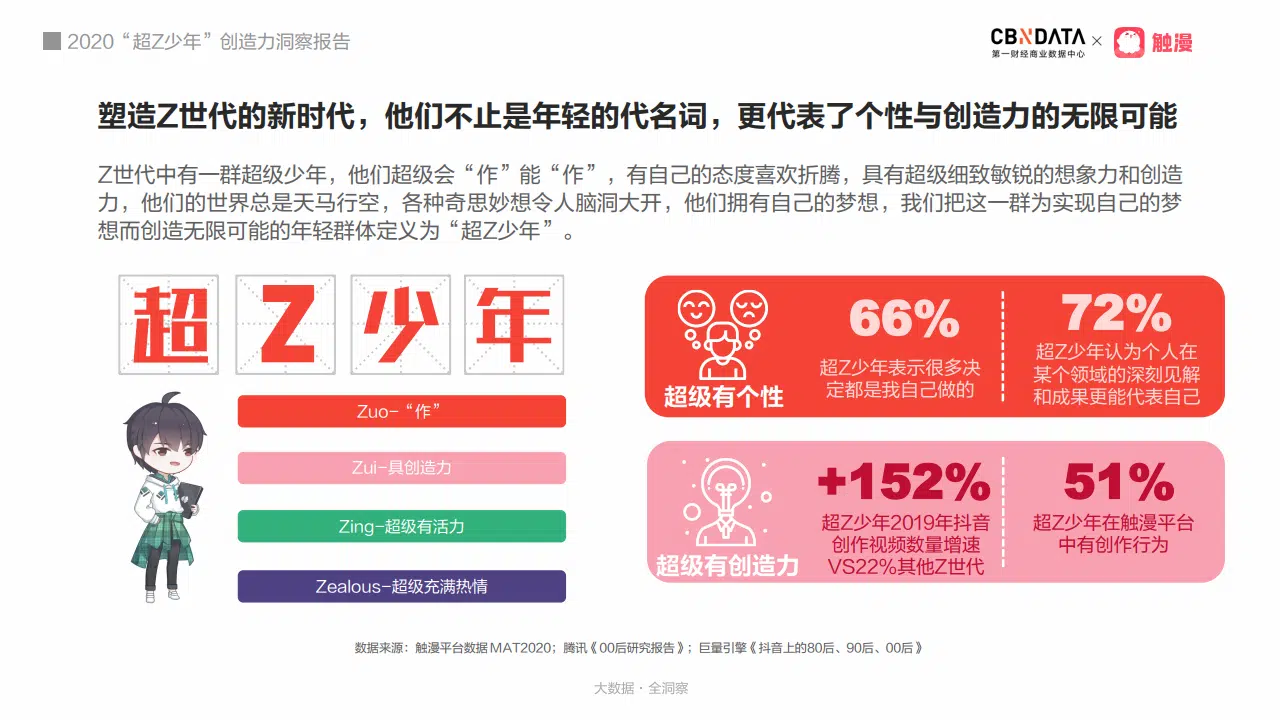 2020“超Z少年”创造力洞察报告
CBNDATA
第一财经商业数据中心
×
触漫
塑造Z世代的新时代，他们不止是年轻的代名词，更代表了个性与创造力的无限可能
Z世代中有一群超级少年，他们超级会“作”能“作”，有自己的态度喜欢折腾，具有超级细致敏锐的想象力和创造
力，他们的世界总是天马行空，各种奇思妙想令人脑洞大开，他们拥有自己的梦想，我们把这一群为实现自己的梦
想而创造无限可能的年轻群体定义为“超Z少年”。
超Z少年
Zuo-“作”
Zui-具创造力
Zing-超级有活力
Zealous-超级充满热情
超级有个性
66%
超Z少年表示很多决
定都是我自己做的
72%
超Z少年认为个人在
某个领域的深刻见解
和成果更能代表自己
超级有创造力
+152%
超Z少年2019年抖音
创作视频数量增速
VS22%其他Z世代
51%
超Z少年在触漫平台
中有创作行为
数据来源：触漫平台数据MAT2020；腾讯《00后研究报告》；巨量引擎《抖音上的80后、90后、00后》
大数据·全洞察